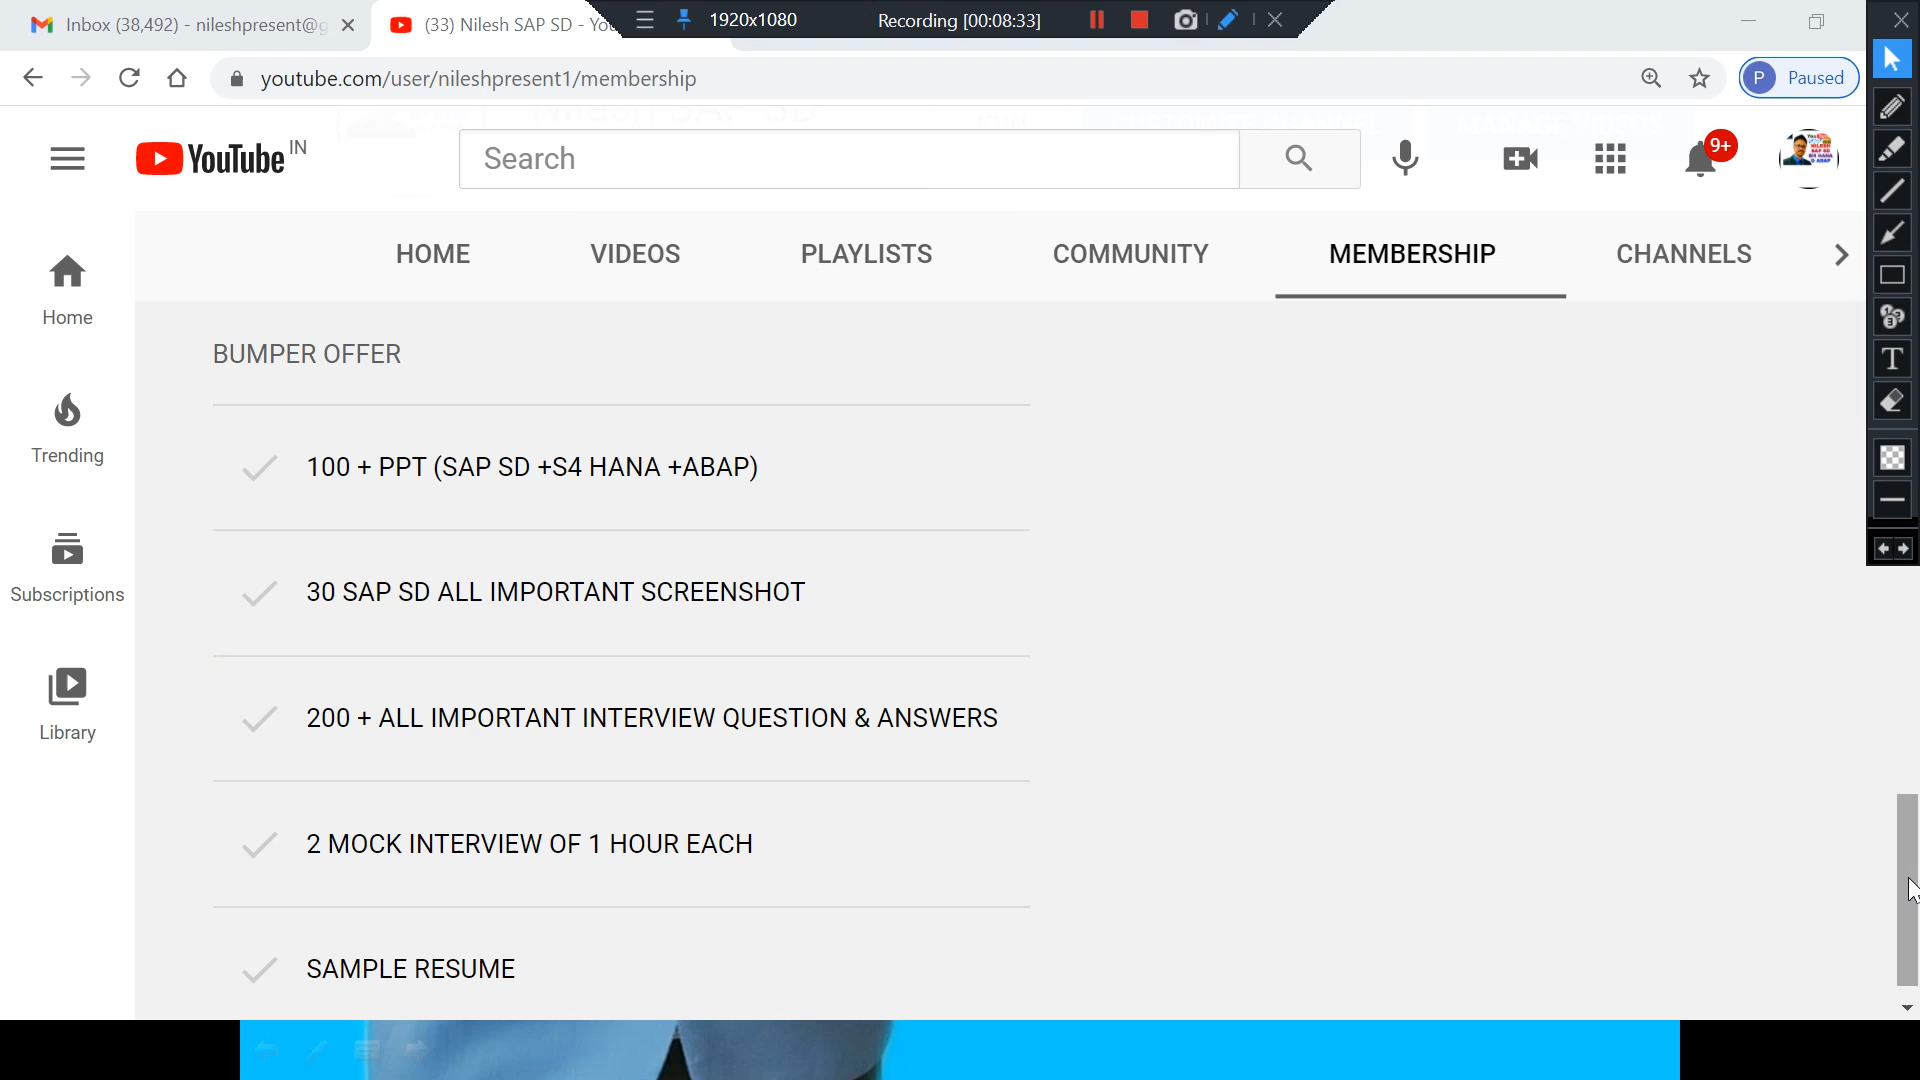 Inbox (38,492) - nileshpresent@g
(33) Nilesh SAP SD - You
1920x1080
Recording [00:08:33]
youtube.com/user/nileshpresent1/membership
P
Paused
YouTube IN
Search
9+
HOME
VIDEOS
PLAYLISTS
COMMUNITY
MEMBERSHIP
CHANNELS
Home
Trending
Subscriptions
Library
BUMPER OFFER
100 + PPT (SAP SD +S4 HANA +ABAP)
30 SAP SD ALL IMPORTANT SCREENSHOT
200 + ALL IMPORTANT INTERVIEW QUESTION & ANSWERS
2 MOCK INTERVIEW OF 1 HOUR EACH
SAMPLE RESUME
T